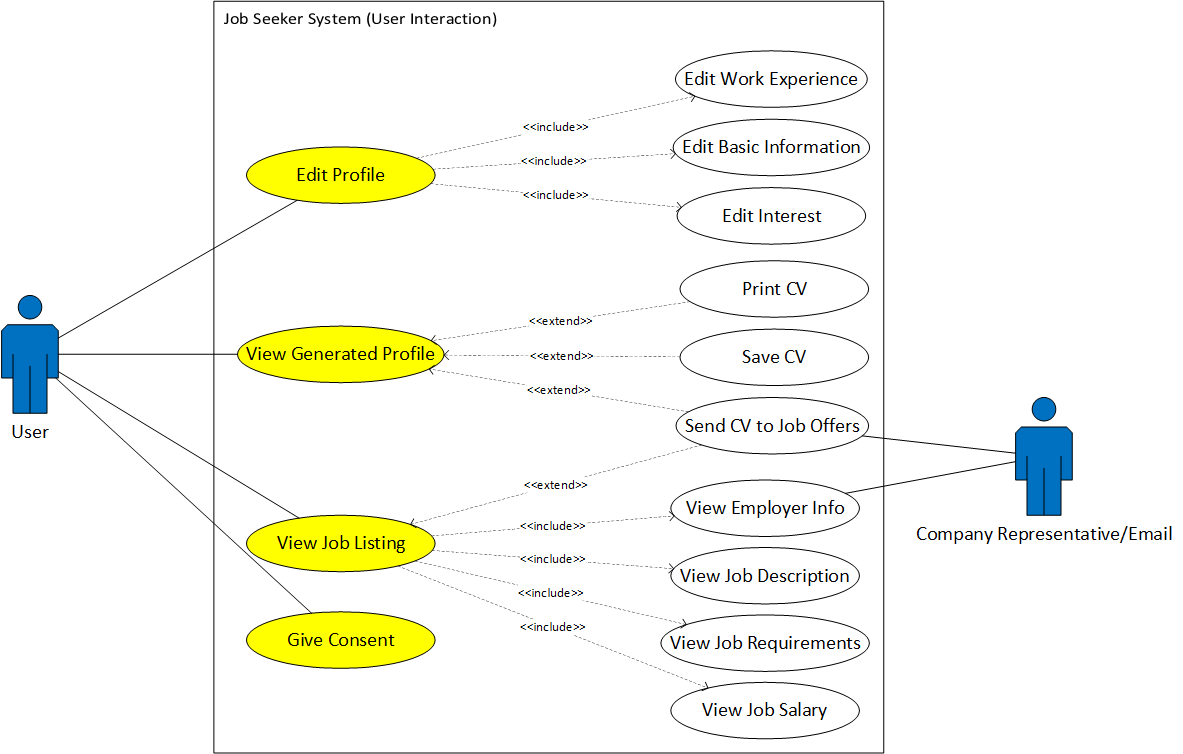 Job Seeker System (User Interaction)
Edit Work Experience
<<include>>
Edit Basic Information
<<include>>
Edit Profile
<<include>>
Edit Interest
Print CV
<<extend>>
View Generated Profile
<<extend>>
Save CV
<<extend>>
Send CV to Job Offers
User
<<extend>>
View Employer Info
<<include>>
Company Representative/Email
View Job Listing
<<include>>
View Job Description
<<include>>
<<include>>
Give Consent
View Job Requirements
View Job Salary